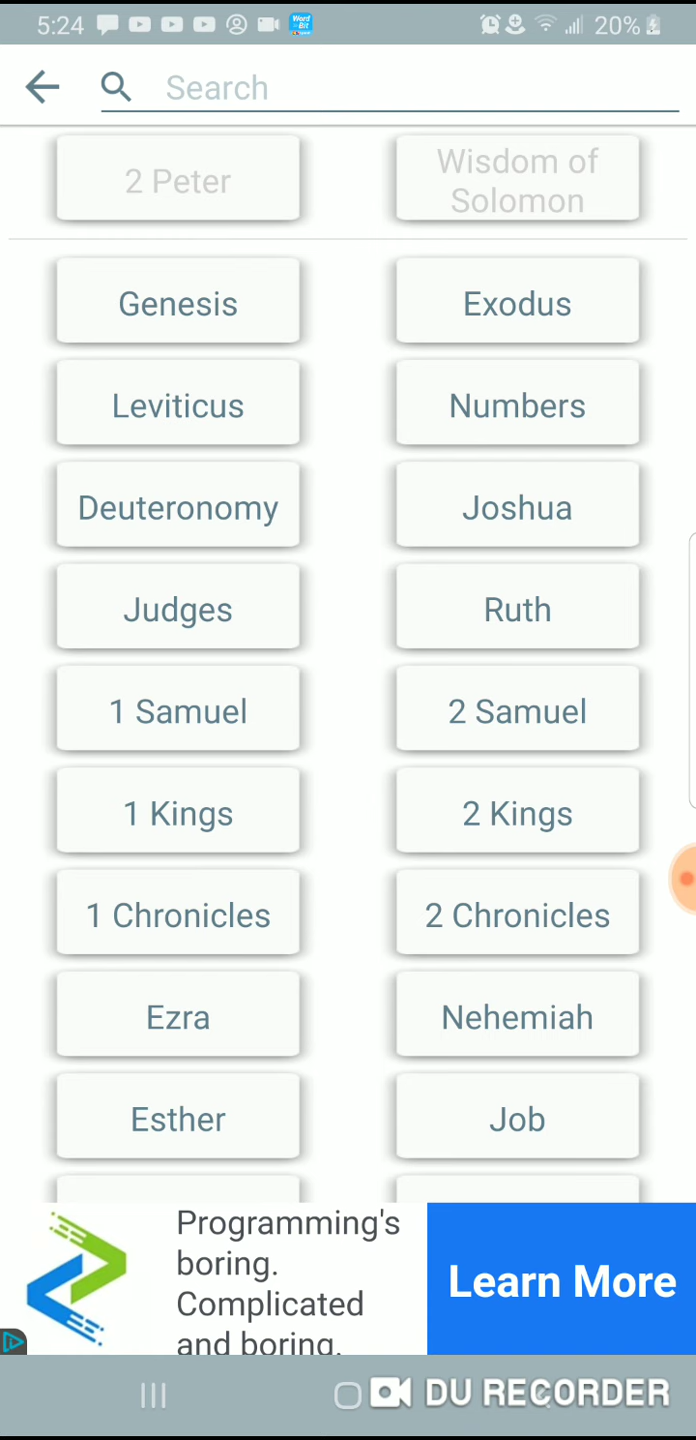 5:24 Word Bit 20%
Search
2 Peter
Wisdom of
Solomon
Genesis
Exodus
Leviticus
Numbers
Deuteronomy
Joshua
Judges
Ruth
1 Samuel
2 Samuel
1 Kings
2 Kings
1 Chronicles
2 Chronicles
Ezra
Nehemiah
Esther
Job
Programming's
boring.
Complicated
and boring.
Learn More
DU RECORDER